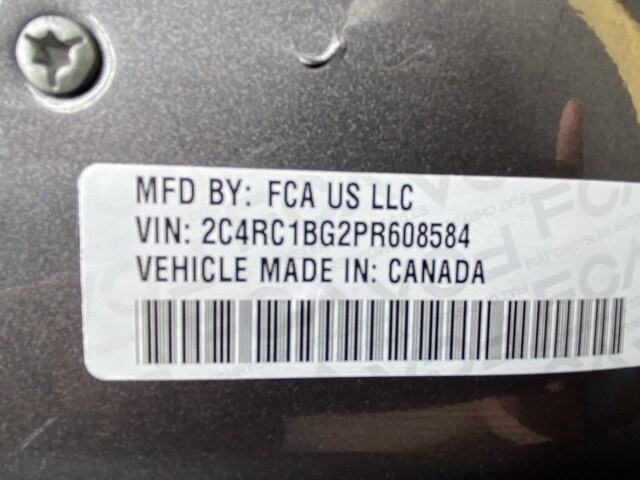 MFD BY: FCA US LLC
VIN: 2C4RC1BG2PR608584
VEHICLE MADE IN: CANADA